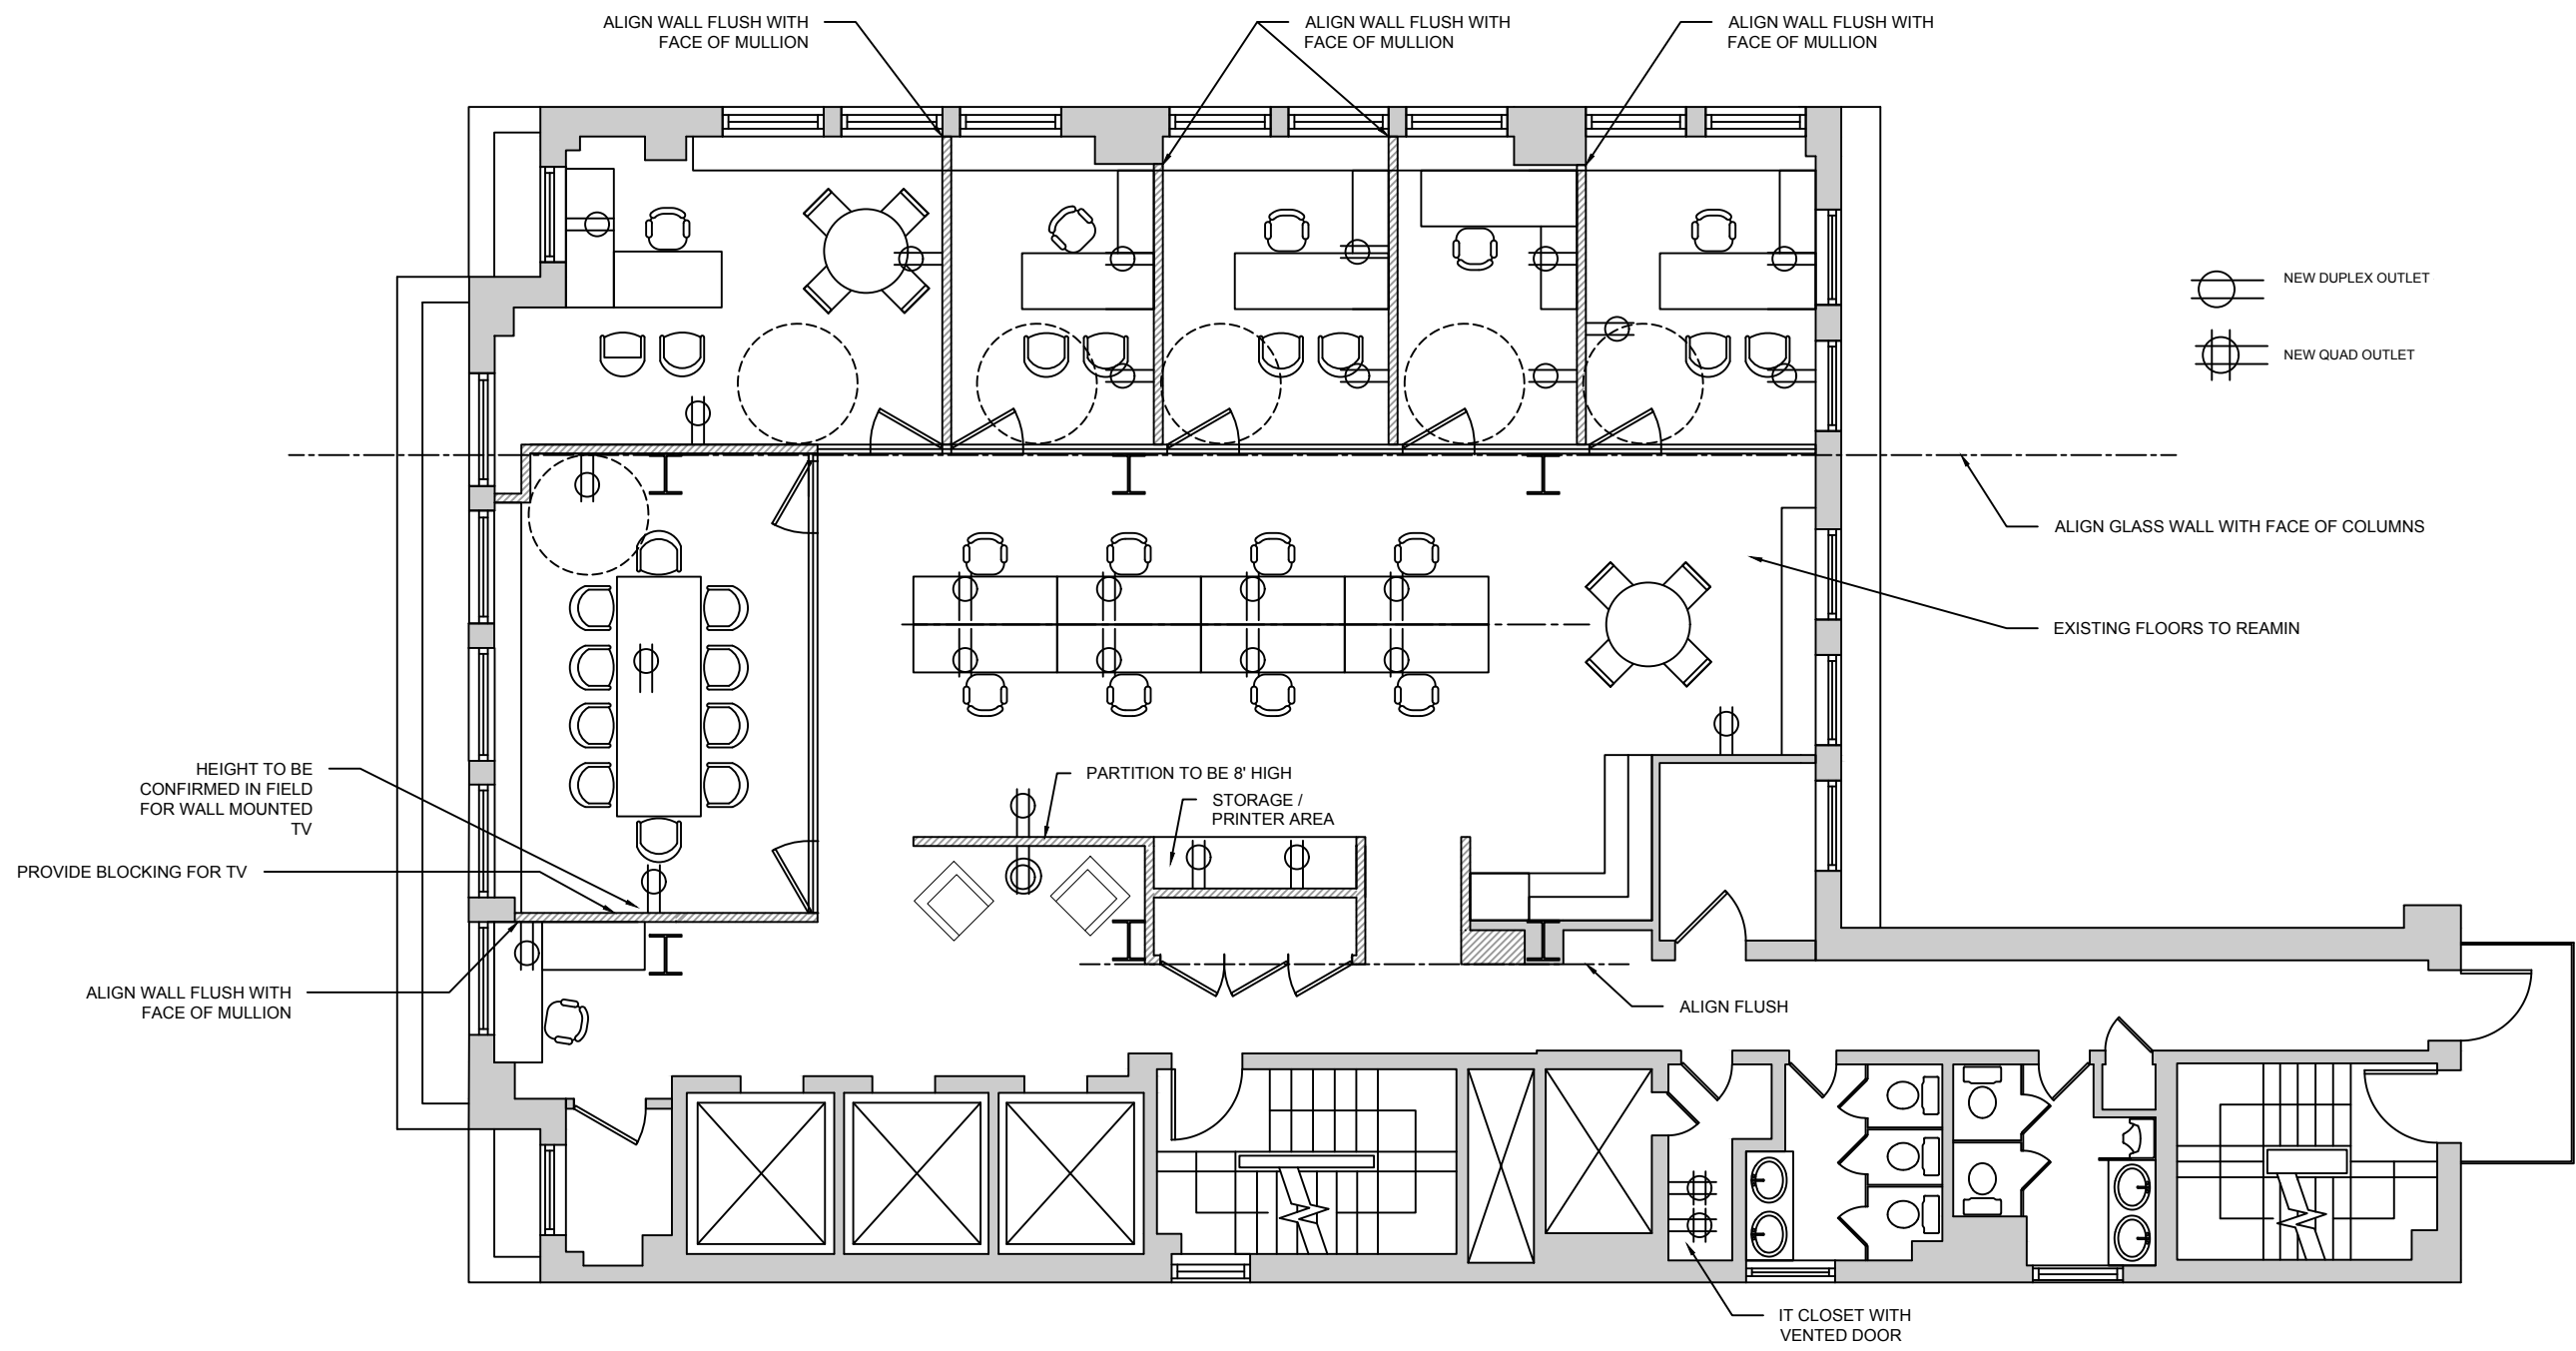 ALIGN WALL FLUSH WITH
FACE OF MULLION
ALIGN WALL FLUSH WITH
FACE OF MULLION
ALIGN WALL FLUSH WITH
FACE OF MULLION
NEW DUPLEX OUTLET
NEW QUAD OUTLET
ALIGN GLASS WALL WITH FACE OF COLUMNS
EXISTING FLOORS TO REAMIN
HEIGHT TO BE
CONFIRMED IN FIELD
FOR WALL MOUNTED
TV
PARTITION TO BE 8' HIGH
STORAGE /
PRINTER AREA
PROVIDE BLOCKING FOR TV
ALIGN WALL FLUSH WITH
FACE OF MULLION
ALIGN FLUSH
IT CLOSET WITH
VENTED DOOR